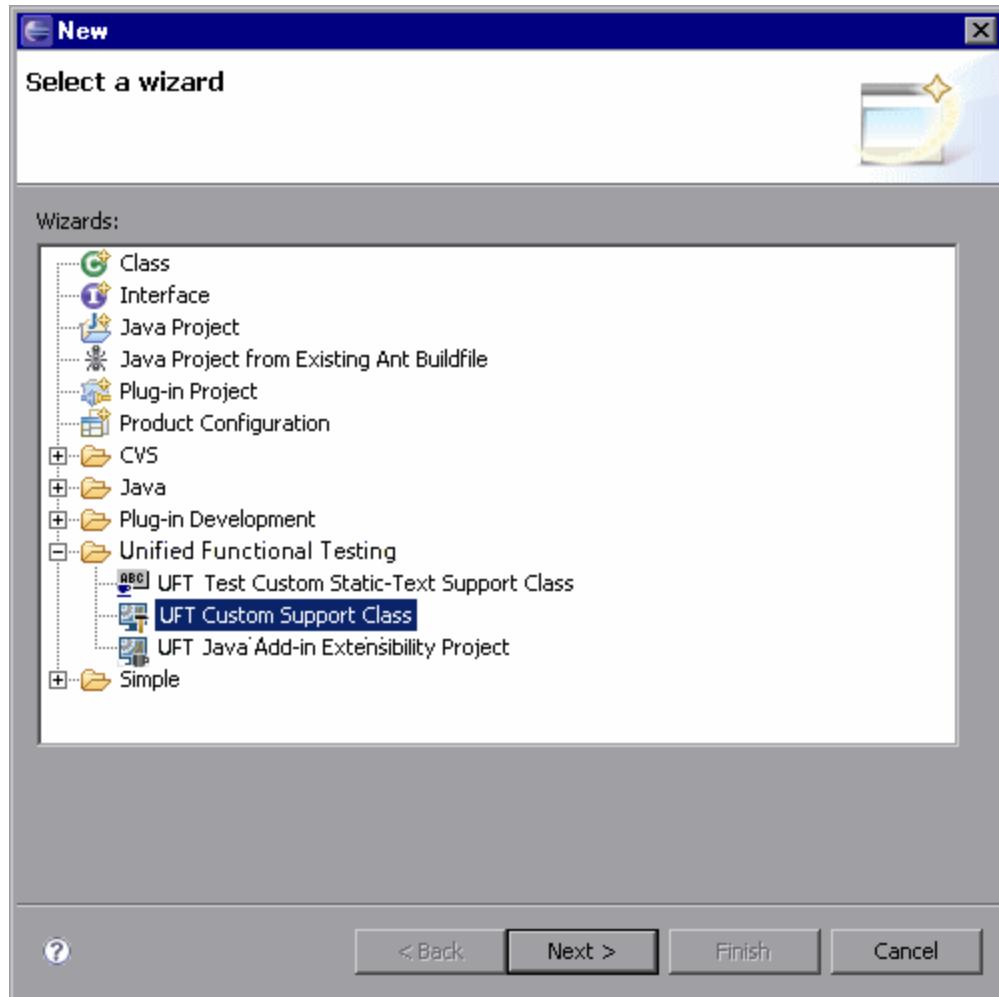 New
Select a wizard
Wizards:
Class
Interface
Java Project
Java Project from Existing Ant Buildfile
Plug-in Project
Product Configuration
CVS
Java
Plug-in Development
Unified Functional Testing
ABC UFT Test Custom Static-Text Support Class
UFT Custom Support Class
UFT Java Add-in Extensibility Project
Simple
? < Back Next > Finish Cancel